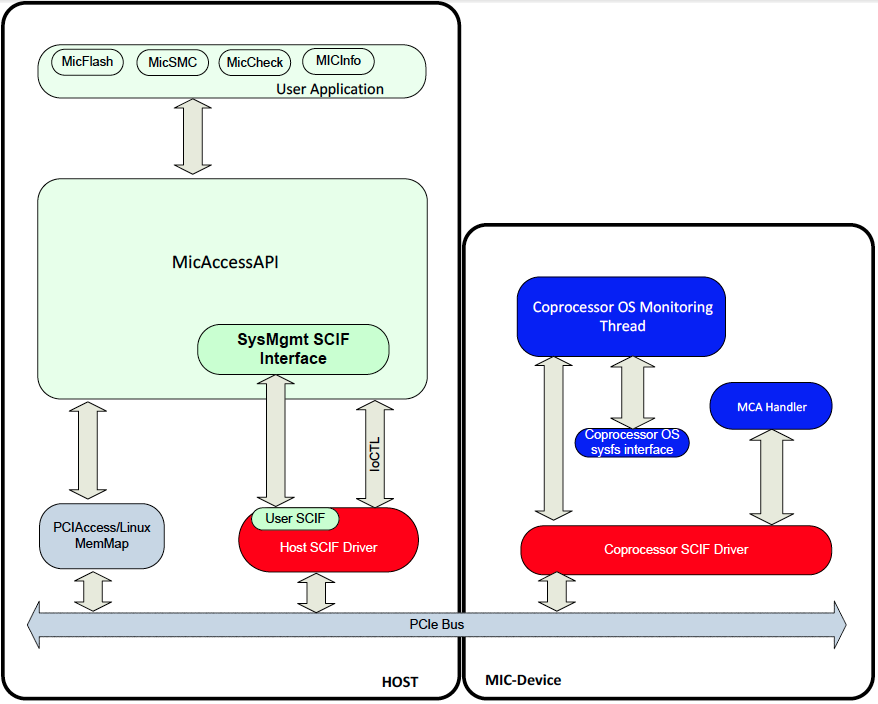 MicFlash
MicSMC
MicCheck
MICInfo
User Application
MicAccessAPI
SysMgmt SCIF
Interface
IoCTL
PCIAccess/Linux
MemMap
User SCIF
Host SCIF Driver
Coprocessor OS Monitoring
Thread
MCA Handler
Coprocessor OS
sysfs interface
Coprocessor SCIF Driver
PCIe Bus
HOST
MIC-Device